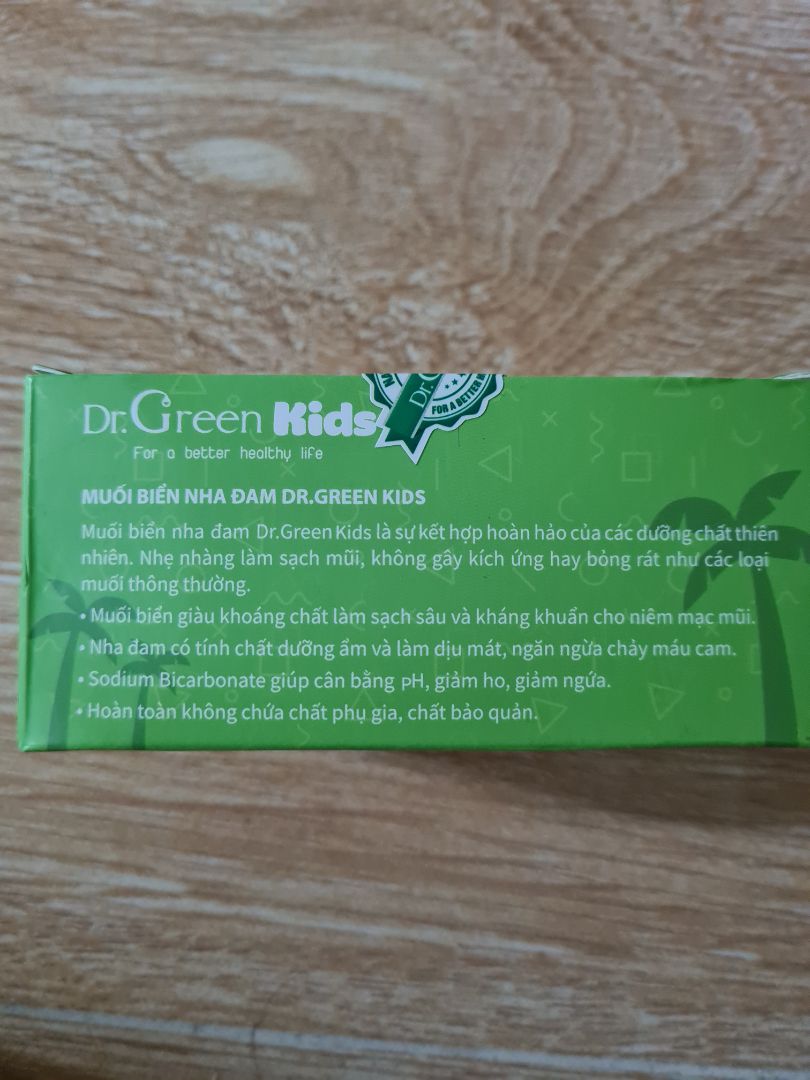 Dr.Green Kids
For a better healthy life
Dr.
FOR A BETTER
MUỐI BIỂN NHA ĐAM DR.GREEN KIDS
Muối biển nha đam Dr.Green Kids là sự kết hợp hoàn hảo của các dưỡng chất thiên
nhiên. Nhẹ nhàng làm sạch mũi, không gây kích ứng hay bỏng rát như các loại
muối thông thường.
• Muối biển giàu khoáng chất làm sạch sâu và kháng khuẩn cho niêm mạc mũi.
• Nha đam có tính chất dưỡng ẩm và làm dịu mát, ngăn ngừa chảy máu cam.
• Sodium Bicarbonate giúp cân bằng pH, giảm ho, giảm ngứa.
• Hoàn toàn không chứa chất phụ gia, chất bảo quản.